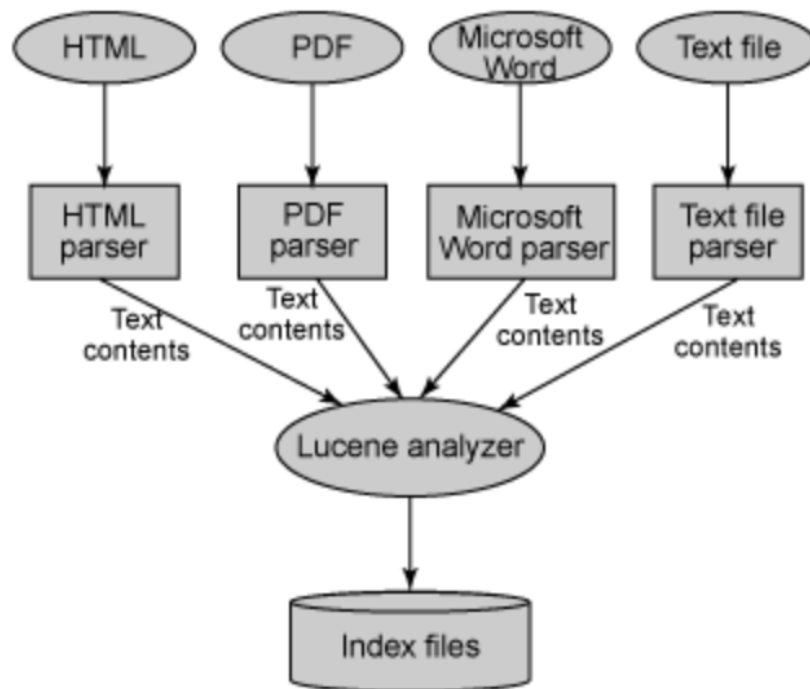 HTML
PDF
Microsoft
Word
Text file
HTML
parser
PDF
parser
Microsoft
Word parser
Text file
parser
Text
contents
Text
contents
Text
contents
Text
contents
Lucene analyzer
Index files